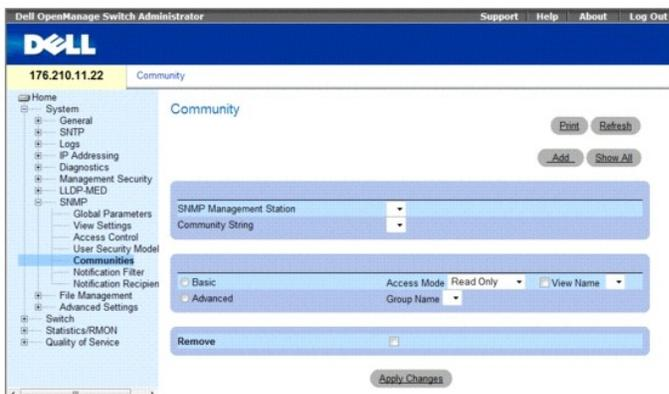 Dell OpenManage Switch Administrator
Support Help About Log Out
DELL
176.210.11.22
Community
Home
System
General
SNTP
Logs
IP Addressing
Diagnostics
Management Security
LLDP-MED
SNMP
Global Parameters
View Settings
Access Control
User Security Model
Communities
Notification Filter
Notification Recipien
File Management
Advanced Settings
Switch
Statistics/RMON
Quality of Service
Community
Print Refresh
Add Show All
SNMP Management Station
Community String
Basic Access Mode Read Only View Name
Advanced Group Name
Remove
Apply Changes